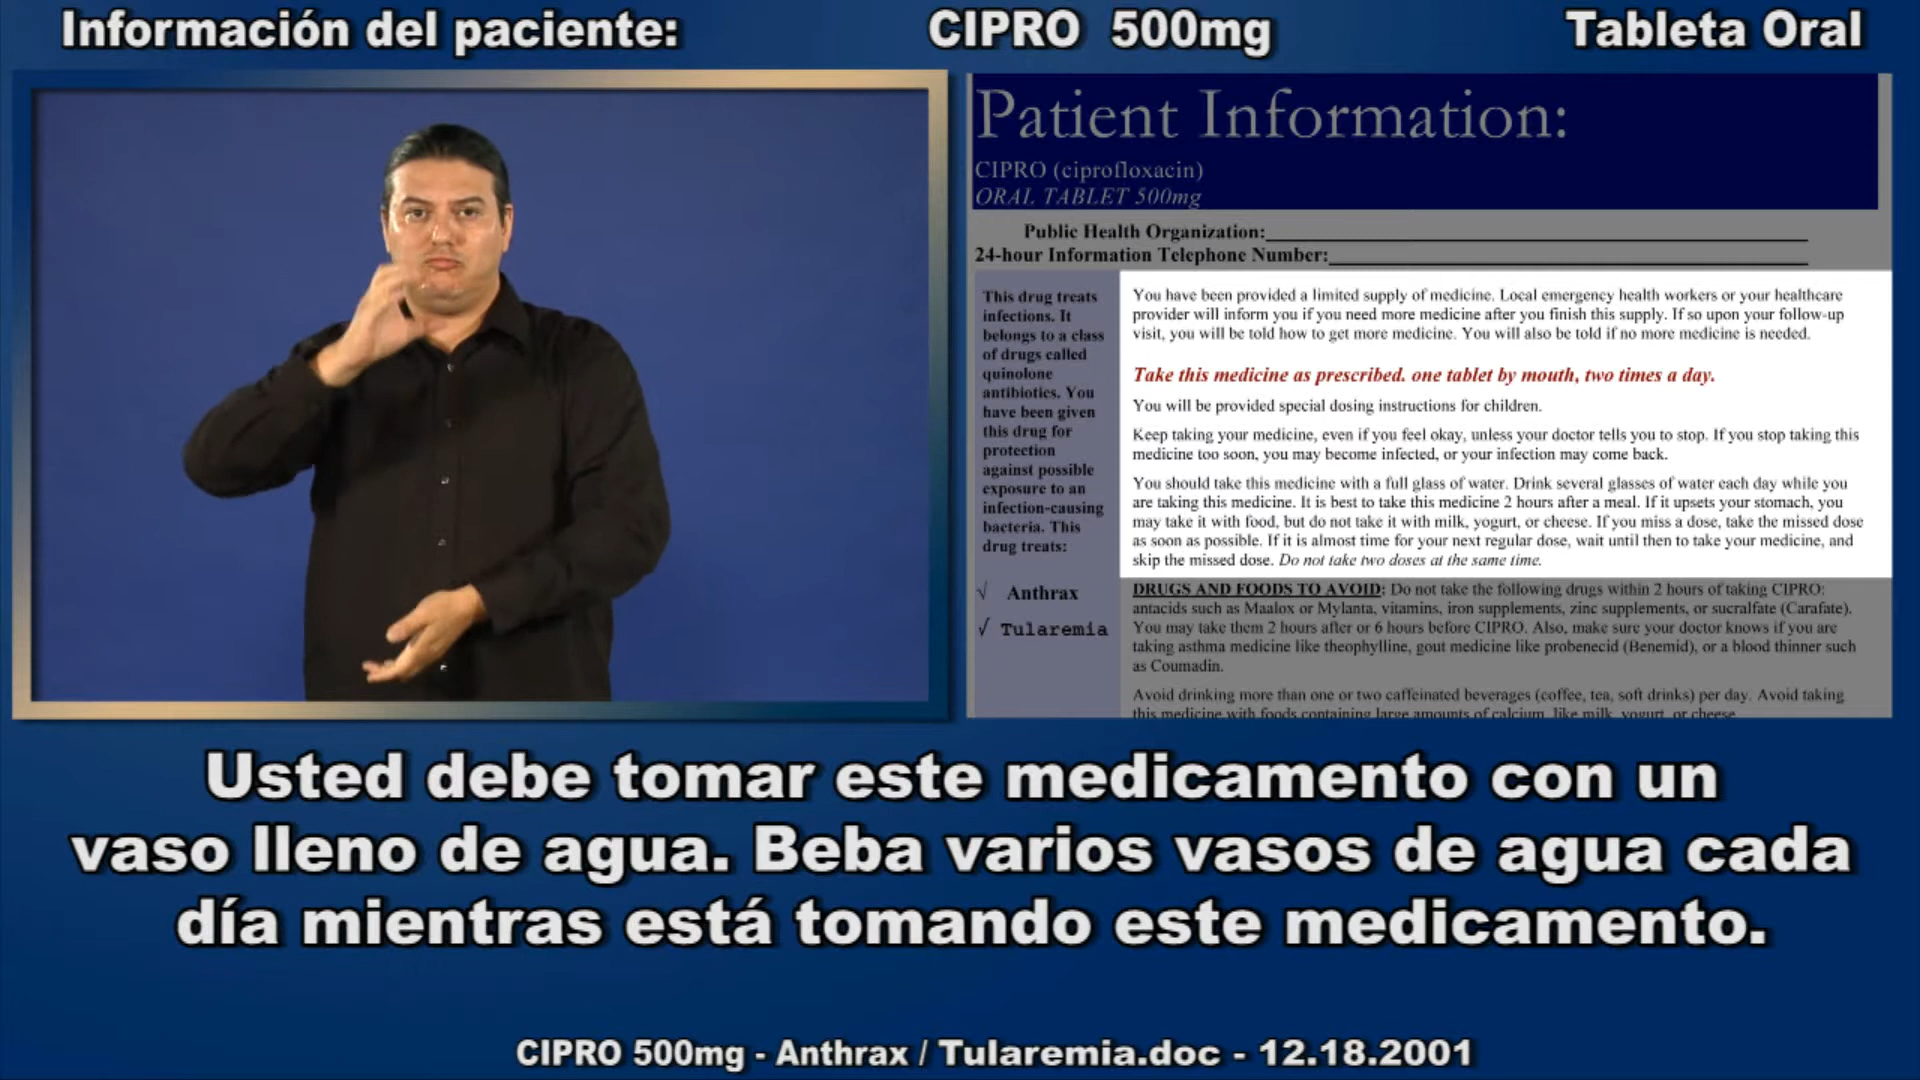 Información del paciente: CIPRO 500mg Tableta Oral
Patient Information:
CIPRO (ciprofloxacin)
ORAL TABLET 500mg
Public Health Organization:
24-hour Information Telephone Number:
This drug treats
infections. It
belongs to a class
of drugs called
quinolone
antibiotics. You
have been given
this drug for
protection
against possible
exposure to an
infection-causing
bacteria. This
drug treats:
√ Anthrax
√ Tularemia
You have been provided a limited supply of medicine. Local emergency health workers or your healthcare
provider will inform you if you need more medicine after you finish this supply. If so upon your follow-up
visit, you will be told how to get more medicine. You will also be told if no more medicine is needed.
Take this medicine as prescribed. one tablet by mouth, two times a day.
You will be provided special dosing instructions for children.
Keep taking your medicine, even if you feel okay, unless your doctor tells you to stop. If you stop taking this
medicine too soon, you may become infected, or your infection may come back.
You should take this medicine with a full glass of water. Drink several glasses of water each day while you
are taking this medicine. It is best to take this medicine 2 hours after a meal. If it upsets your stomach, you
may take it with food, but do not take it with milk, yogurt, or cheese. If you miss a dose, take the missed dose
as soon as possible. If it is almost time for your next regular dose, wait until then to take your medicine, and
skip the missed dose. Do not take two doses at the same time.
DRUGS AND FOODS TO AVOID: Do not take the following drugs within 2 hours of taking CIPRO:
antacids such as Maalox or Mylanta, vitamins, iron supplements, zinc supplements, or sucralfate (Carafate).
You may take them 2 hours after or 6 hours before CIPRO. Also, make sure your doctor knows if you are
taking asthma medicine like theophylline, gout medicine like probenecid (Benemid), or a blood thinner such
as Coumadin.
Avoid drinking more than one or two caffeinated beverages (coffee, tea, soft drinks) per day. Avoid taking
this medicine with foods containing large amounts of calcium, like milk, yogurt, or cheese
Usted debe tomar este medicamento con un
vaso lleno de agua. Beba varios vasos de agua cada
día mientras está tomando este medicamento.
CIPRO 500mg - Anthrax / Tularemia.doc - 12.18.2001